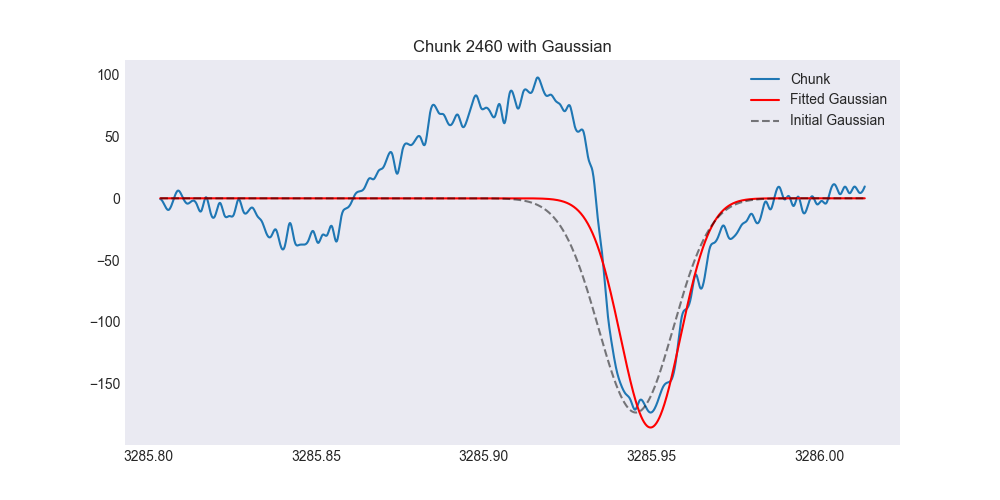 Chunk 2460 with Gaussian
Chunk
Fitted Gaussian
Initial Gaussian
100
50
0
−50
−100
−150
3285.80 3285.85 3285.90 3285.95 3286.00